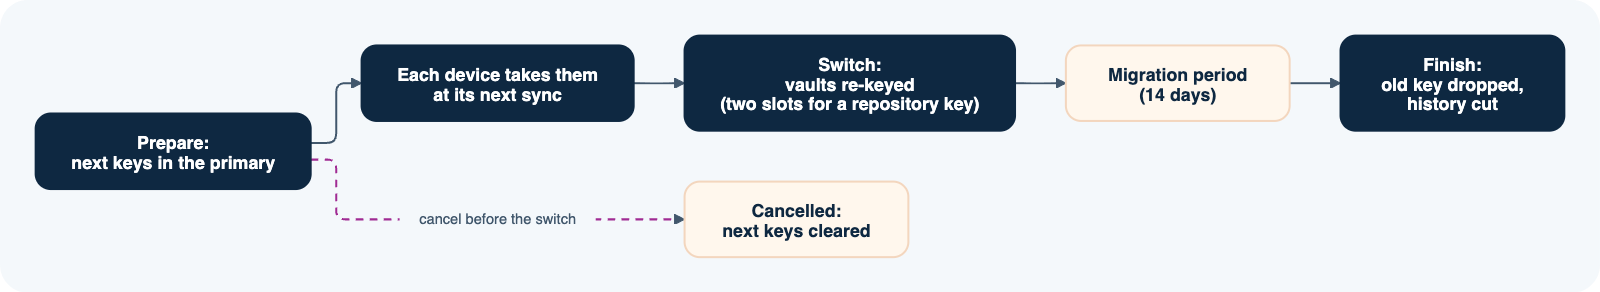 Prepare:
next keys in the primary
Each device takes them
at its next sync
Switch:
vaults re-keyed
(two slots for a repository key)
Migration period
(14 days)
Finish:
old key dropped,
history cut
cancel before the switch
Cancelled:
next keys cleared